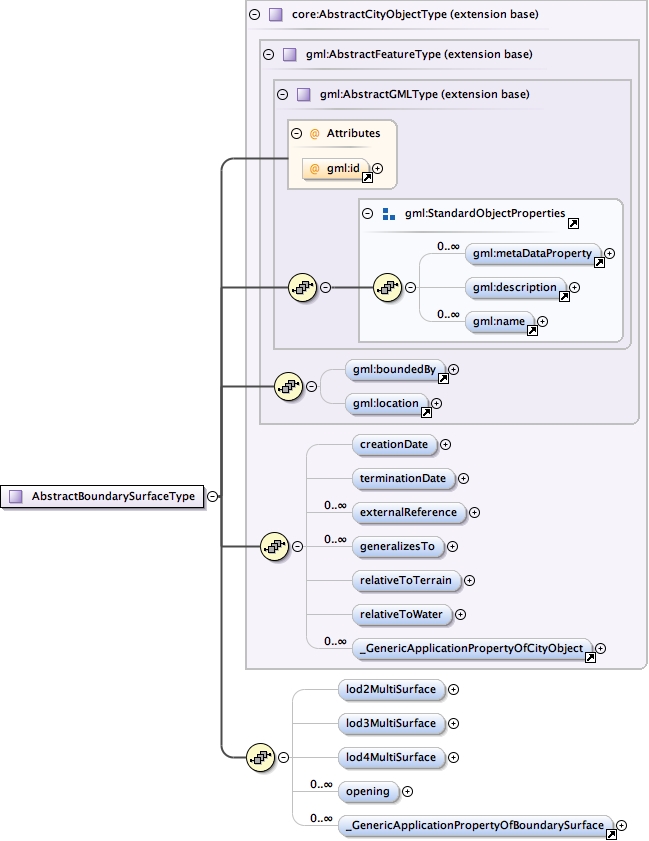 core:AbstractCityObjectType (extension base)
gml:AbstractFeatureType (extension base)
gml:AbstractGMLType (extension base)
@ Attributes
@ gml:id
gml:StandardObjectProperties
0..∞ gml:metaDataProperty
gml:description
0..∞ gml:name
gml:boundedBy
gml:location
AbstractBoundarySurfaceType
creationDate
terminationDate
0..∞ externalReference
0..∞ generalizesTo
relativeToTerrain
relativeToWater
0..∞ _GenericApplicationPropertyOfCityObject
lod2MultiSurface
lod3MultiSurface
lod4MultiSurface
0..∞ opening
0..∞ _GenericApplicationPropertyOfBoundarySurface